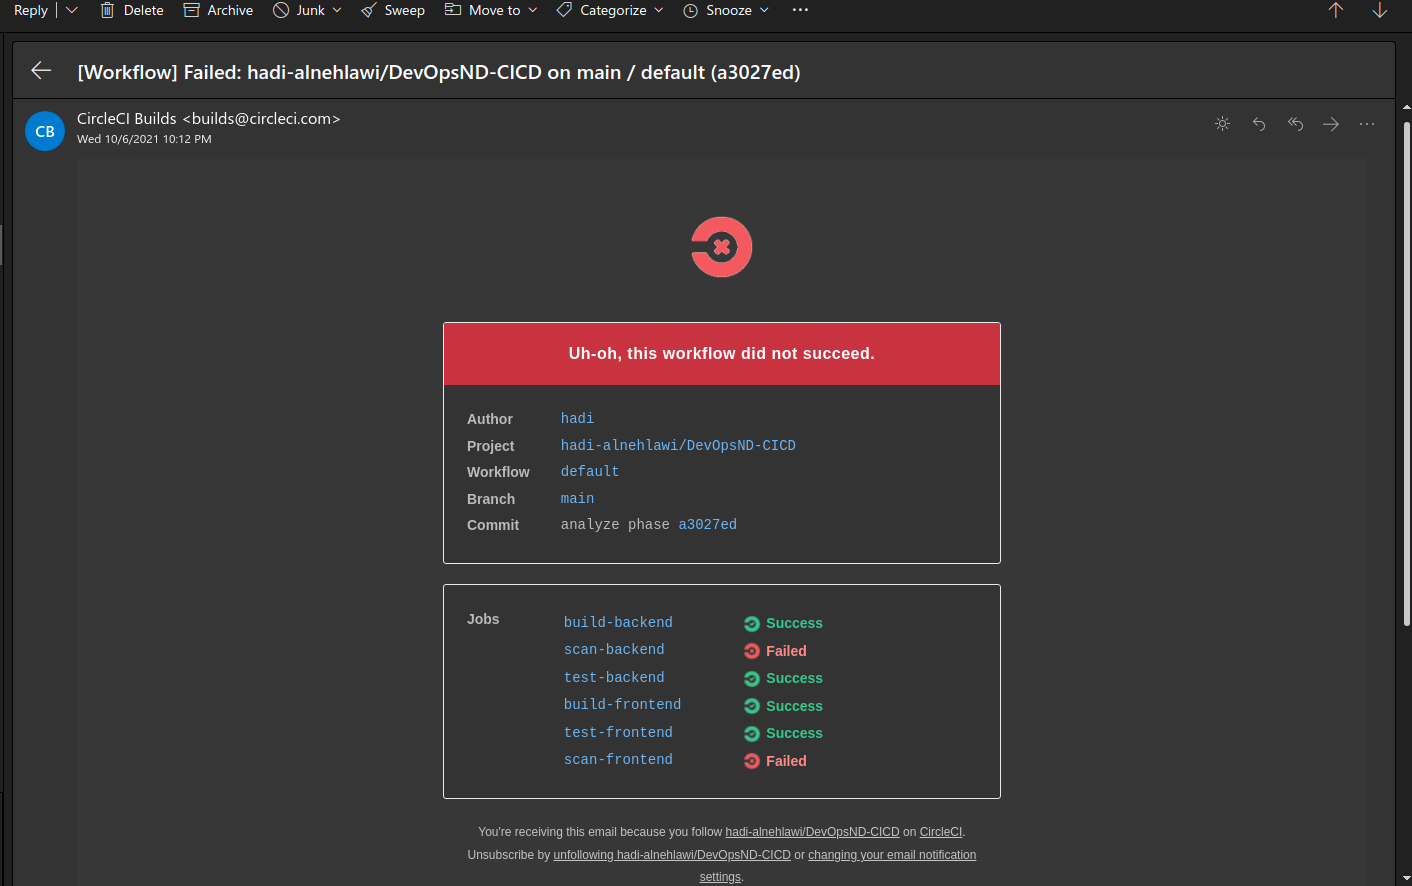 Reply Delete Archive Junk Sweep Move to Categorize Snooze
[Workflow] Failed: hadi-alnehlawi/DevOpsND-CICD on main / default (a3027ed)
CB
CircleCI Builds <builds@circleci.com>
Wed 10/6/2021 10:12 PM
Uh-oh, this workflow did not succeed.
Author hadi
Project hadi-alnehlawi/DevOpsND-CICD
Workflow default
Branch main
Commit analyze phase a3027ed
Jobs build-backend Success
scan-backend Failed
test-backend Success
build-frontend Success
test-frontend Success
scan-frontend Failed
You're receiving this email because you follow hadi-alnehlawi/DevOpsND-CICD on CircleCI.
Unsubscribe by unfollowing hadi-alnehlawi/DevOpsND-CICD or changing your email notification
settings.